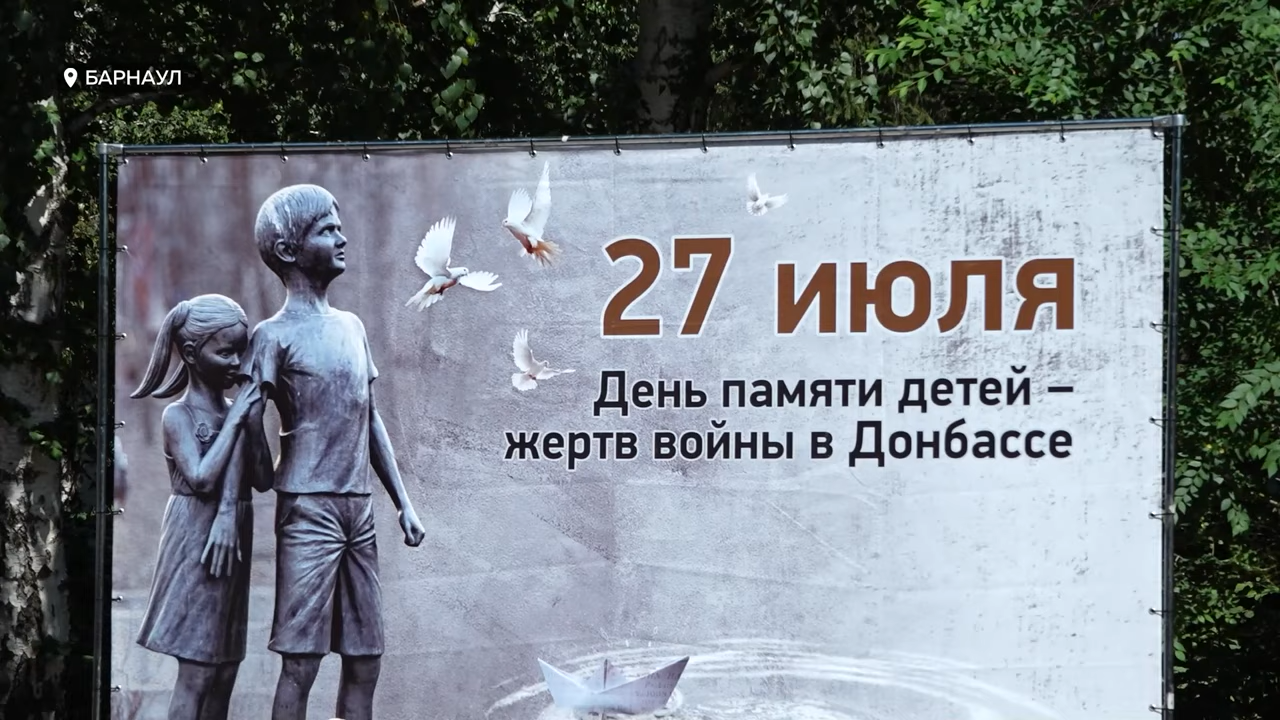 БАРНАУЛ
27 июля
День памяти детей –
жертв войны в Донбассе